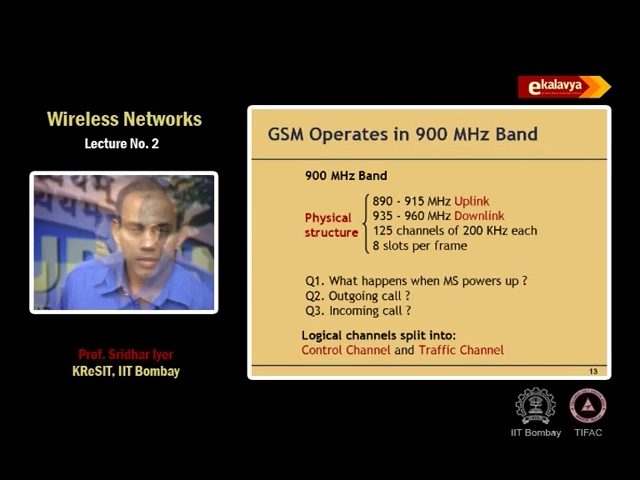 ekalavya
Wireless Networks
Lecture No. 2
GSM Operates in 900 MHz Band
900 MHz Band
Physical structure
890 - 915 MHz Uplink
935 - 960 MHz Downlink
125 channels of 200 KHz each
8 slots per frame
Q1. What happens when MS powers up ?
Q2. Outgoing call ?
Q3. Incoming call ?
Logical channels split into:
Control Channel and Traffic Channel
13
Prof. Sridhar Iyer
KReSIT, IIT Bombay
IIT Bombay
TIFAC